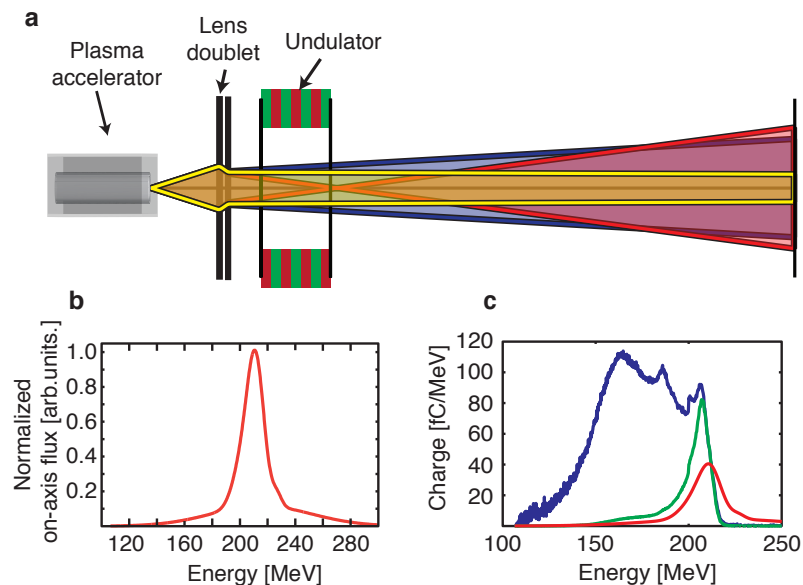 a
Plasma
accelerator
Lens
doublet
Undulator
b
Normalized
on-axis flux [arb.units.]
1.0
0.8
0.6
0.4
0.2
120 160 200 240 280
Energy [MeV]
c
Charge [fC/MeV]
120
100
80
60
40
20
100 150 200 250
Energy [MeV]